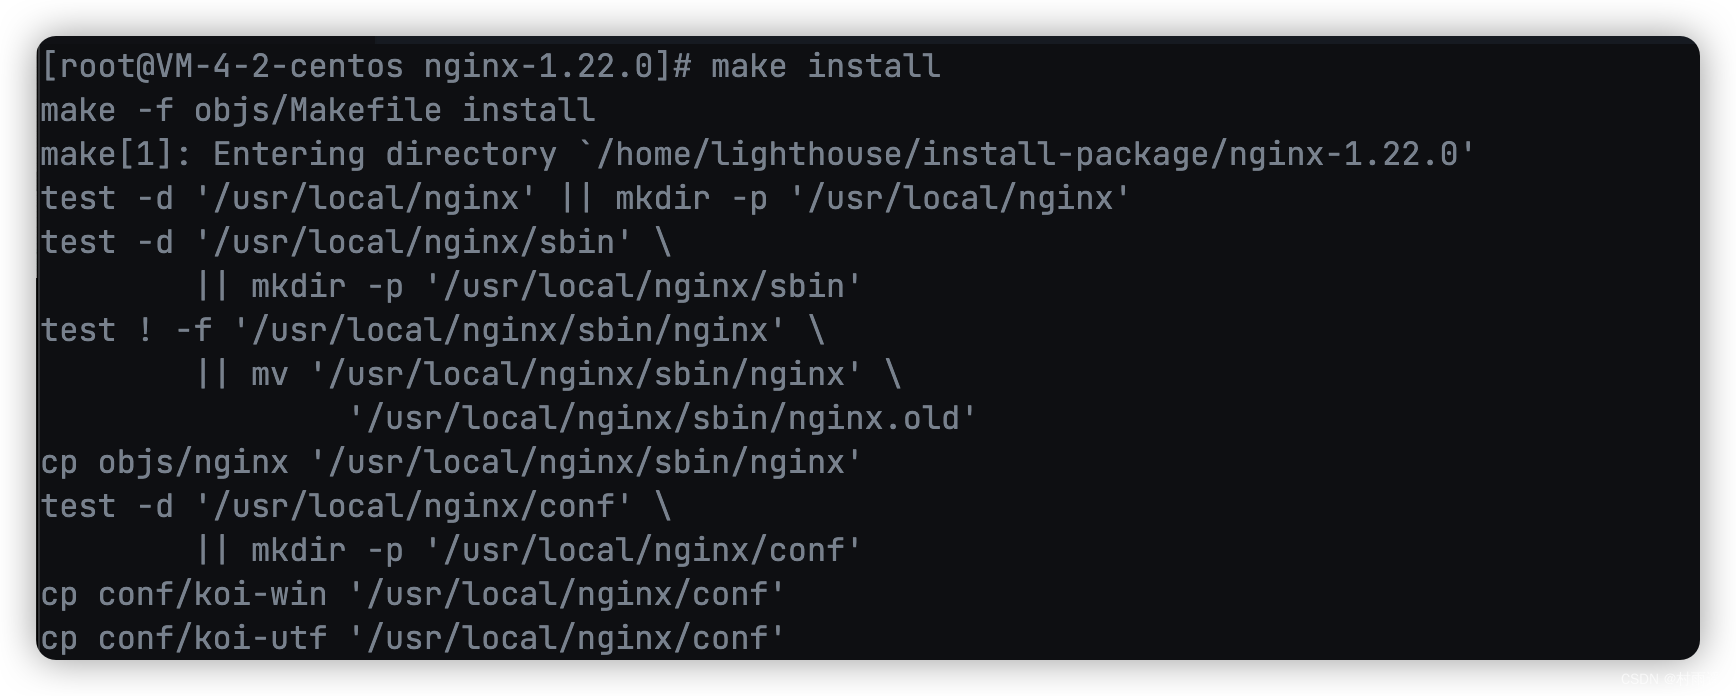 [root@VM-4-2-centos nginx-1.22.0]# make install
make -f objs/Makefile install
make[1]: Entering directory `/home/lighthouse/install-package/nginx-1.22.0'
test -d '/usr/local/nginx' || mkdir -p '/usr/local/nginx'
test -d '/usr/local/nginx/sbin' \
        || mkdir -p '/usr/local/nginx/sbin'
test ! -f '/usr/local/nginx/sbin/nginx' \
        || mv '/usr/local/nginx/sbin/nginx' \
                '/usr/local/nginx/sbin/nginx.old'
cp objs/nginx '/usr/local/nginx/sbin/nginx'
test -d '/usr/local/nginx/conf' \
        || mkdir -p '/usr/local/nginx/conf'
cp conf/koi-win '/usr/local/nginx/conf'
cp conf/koi-utf '/usr/local/nginx/conf'
CSDN